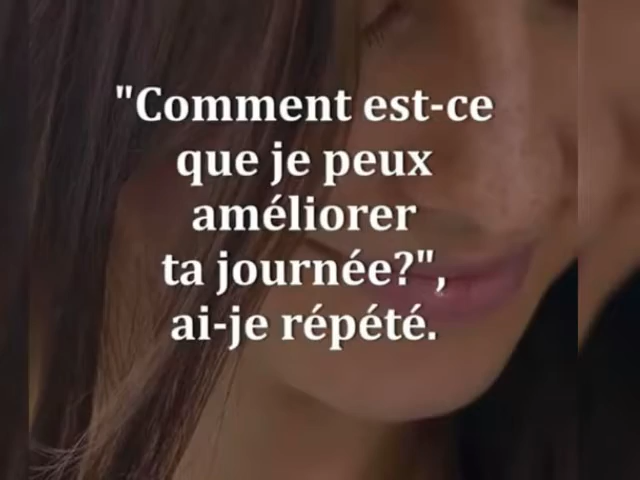 "Comment est-ce
que je peux
améliorer
ta journée?",
ai-je répété.